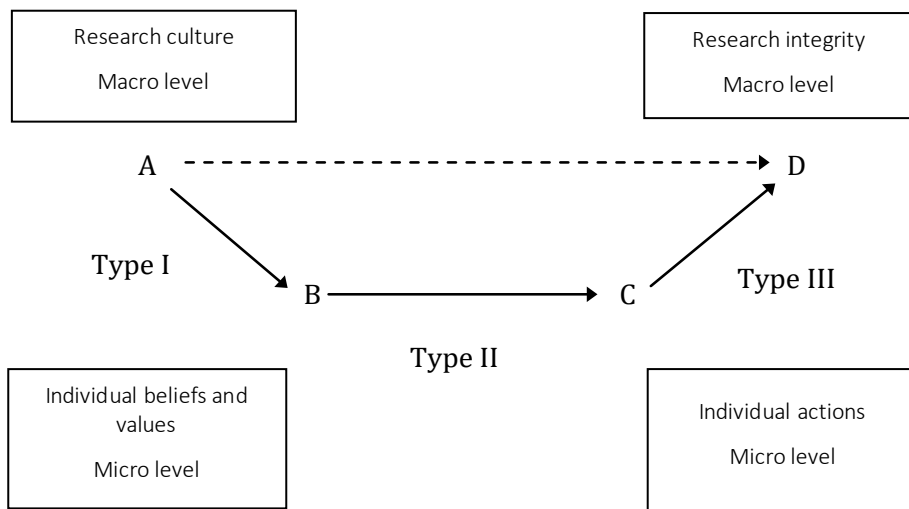 Research culture
Macro level
Research integrity
Macro level
A
D
Type I
Type III
B
C
Type II
Individual beliefs and
values
Micro level
Individual actions
Micro level